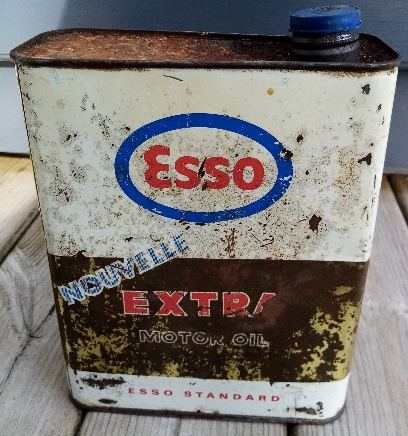 Esso
NOUVELLE
EXTRA
MOTOR OIL
ESSO STANDARD